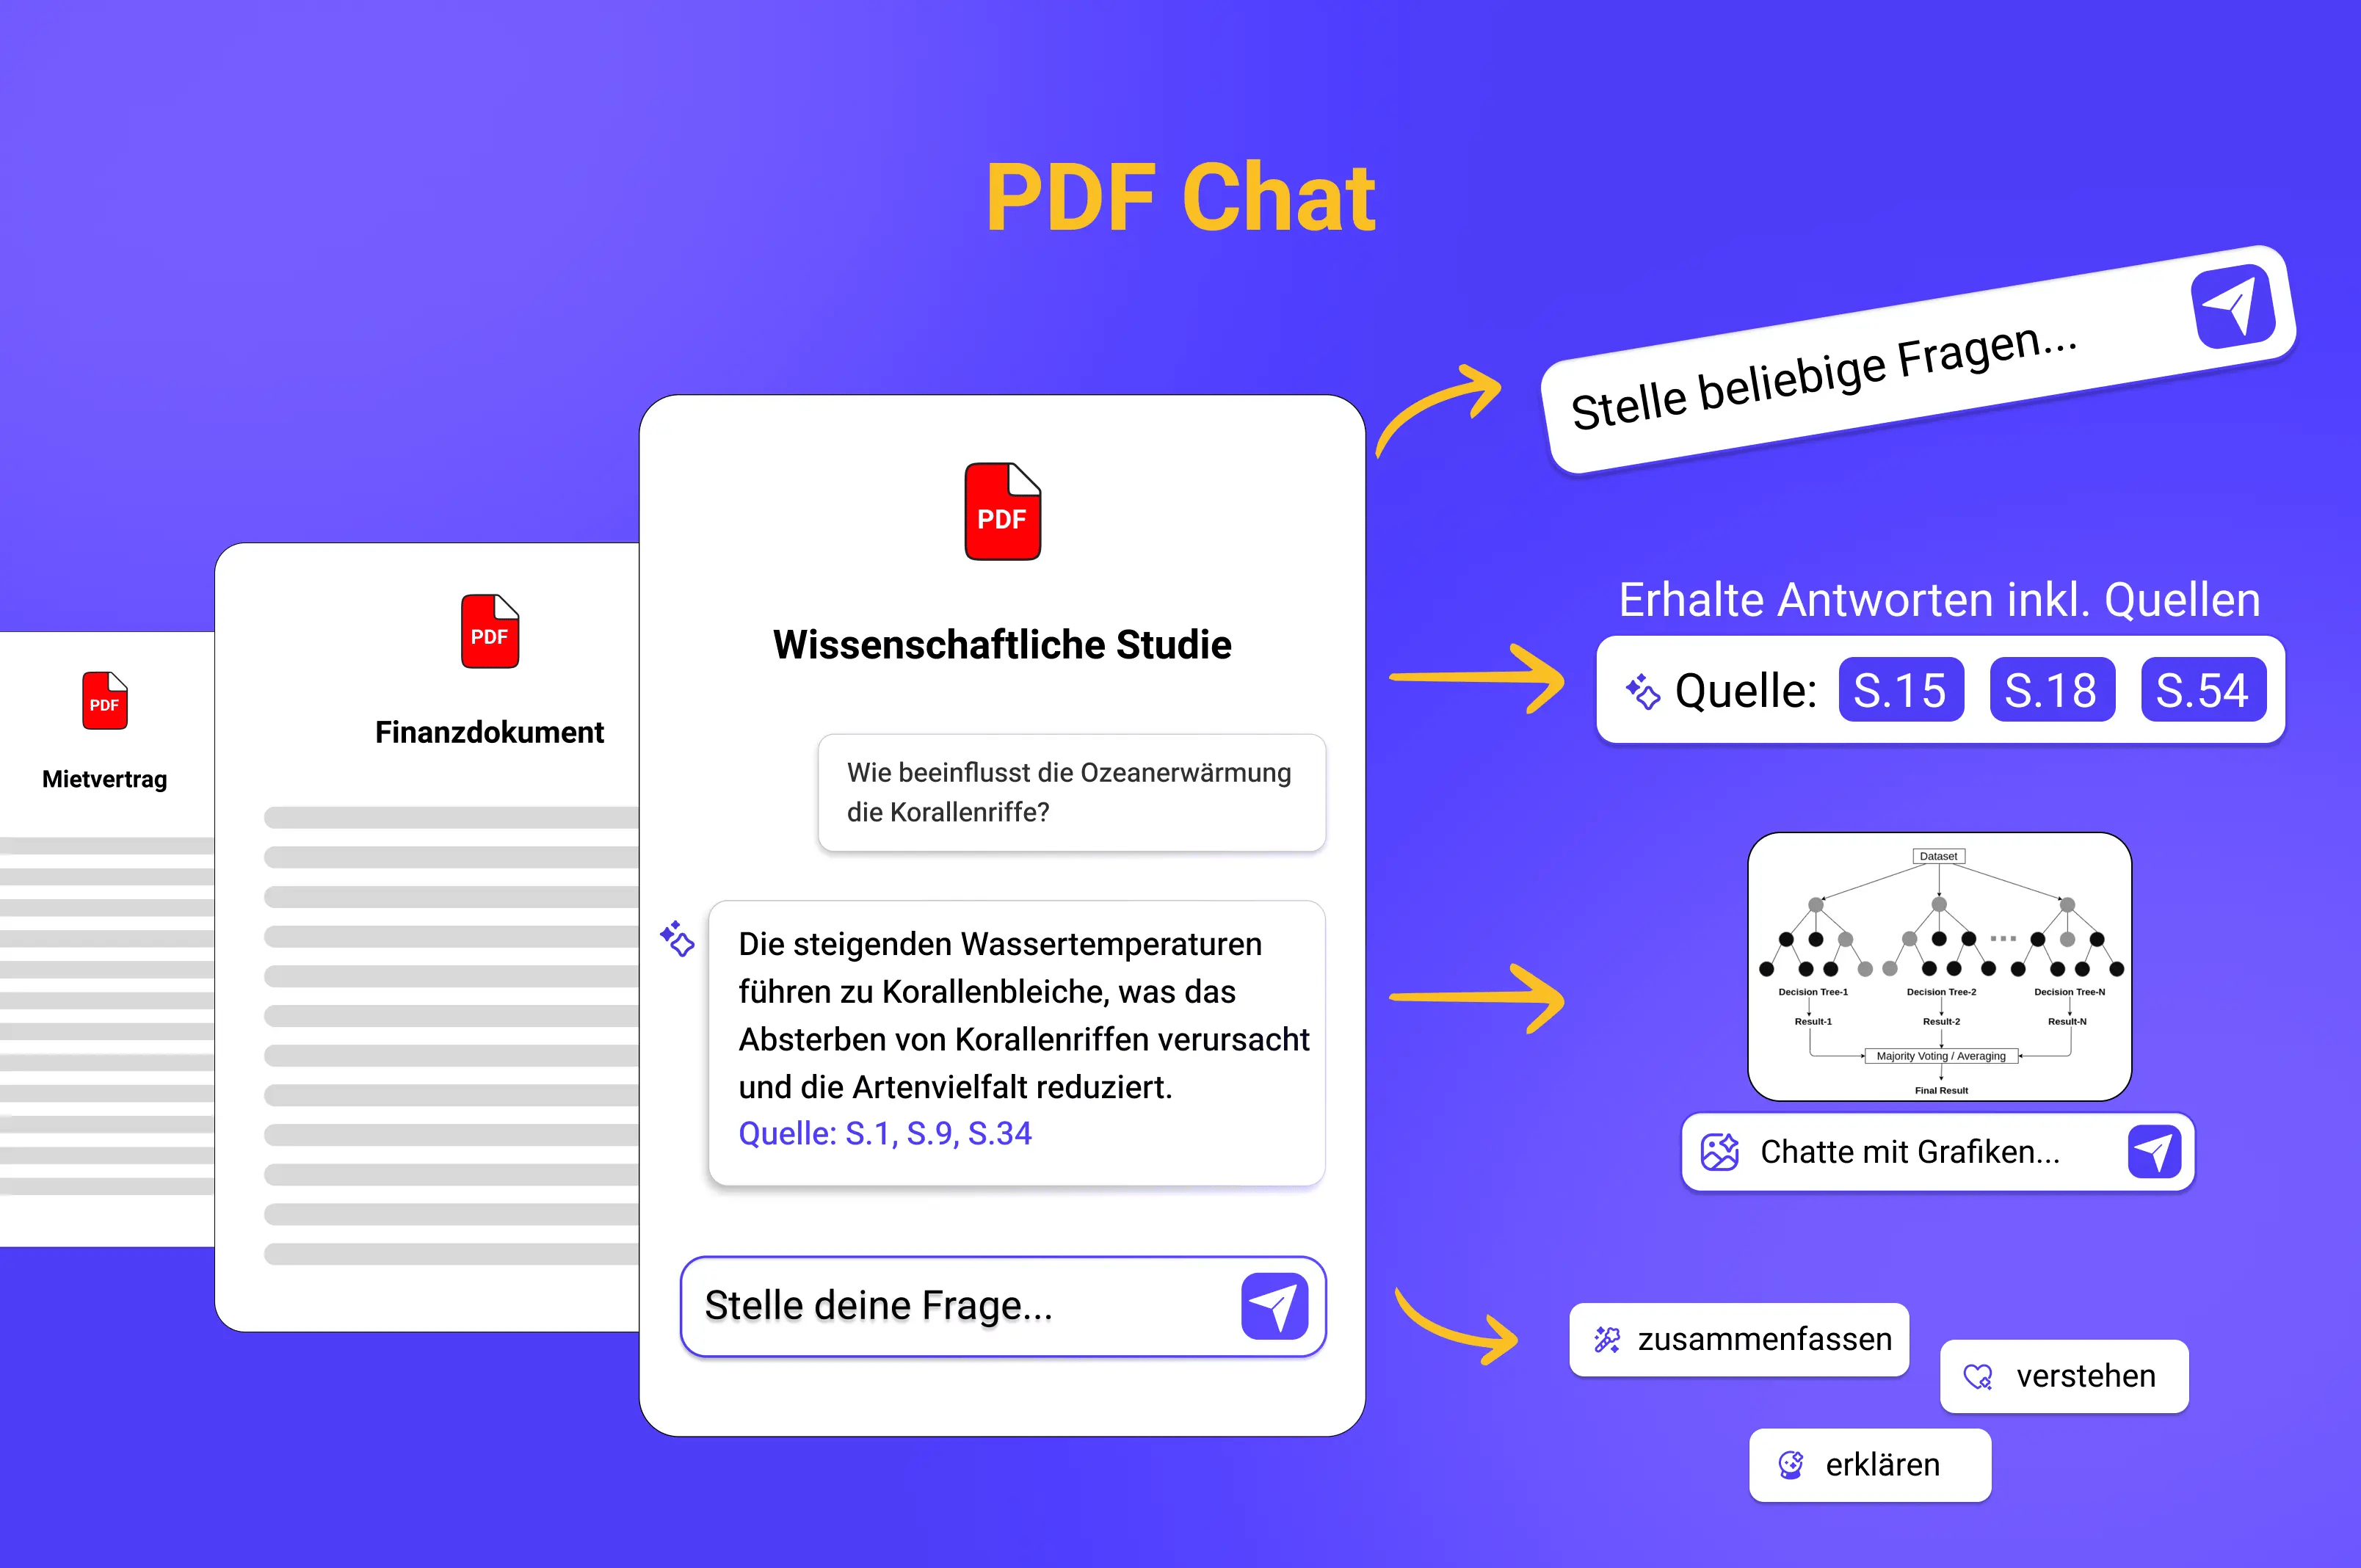 PDF Chat
PDF
Mietvertrag
PDF
Finanzdokument
PDF
Wissenschaftliche Studie
Wie beeinflusst die Ozeanerwärmung
die Korallenriffe?
Die steigenden Wassertemperaturen
führen zu Korallenbleiche, was das
Absterben von Korallenriffen verursacht
und die Artenvielfalt reduziert.
Quelle: S.1, S.9, S.34
Stelle deine Frage...
Stelle beliebige Fragen...
Erhalte Antworten inkl. Quellen
Quelle: S.15 S.18 S.54
Dataset
Decision Tree-1 Decision Tree-2 Decision Tree-N
Result-1 Result-2 Result-N
Majority Voting / Averaging
Final Result
Chatte mit Grafiken...
zusammenfassen
verstehen
erklären